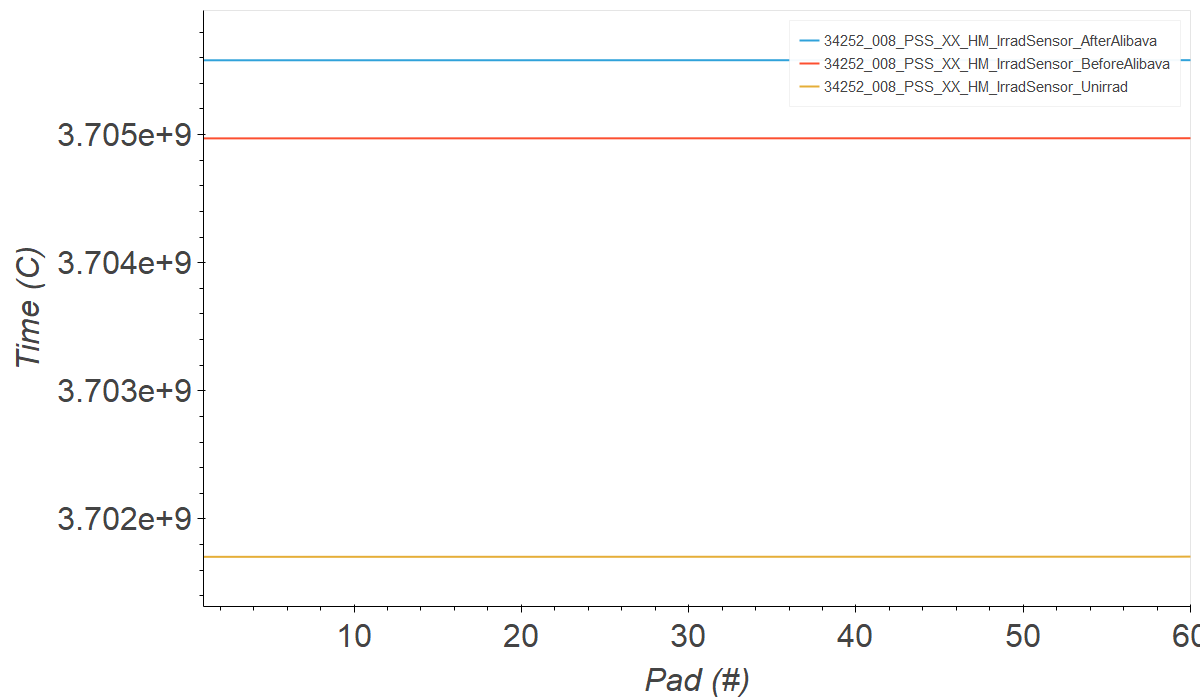 34252_008_PSS_XX_HM_IrradSensor_AfterAlibava
34252_008_PSS_XX_HM_IrradSensor_BeforeAlibava
34252_008_PSS_XX_HM_IrradSensor_Unirrad
3.705e+9
3.704e+9
3.703e+9
3.702e+9
Time (C)
10 20 30 40 50 60
Pad (#)